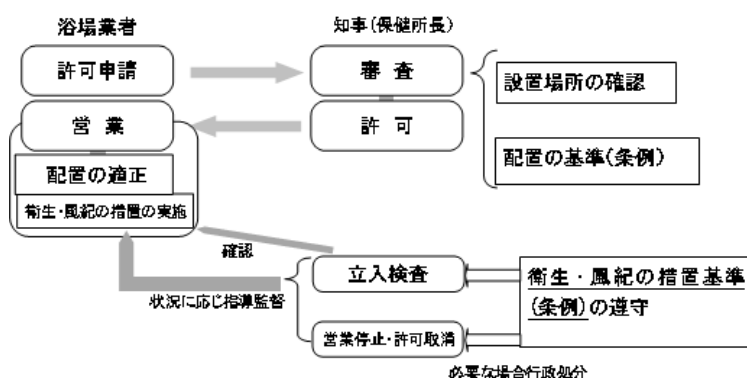 浴場業者
知事(保健所長)
許可申請
審 査
設置場所の確認
営 業
許 可
配置の適正
配置の基準(条例)
衛生・風紀の措置の実施
確認
立入検査
衛生・風紀の措置基準
(条例)の遵守
状況に応じ指導監督
営業停止・許可取消
必要な場合行政処分